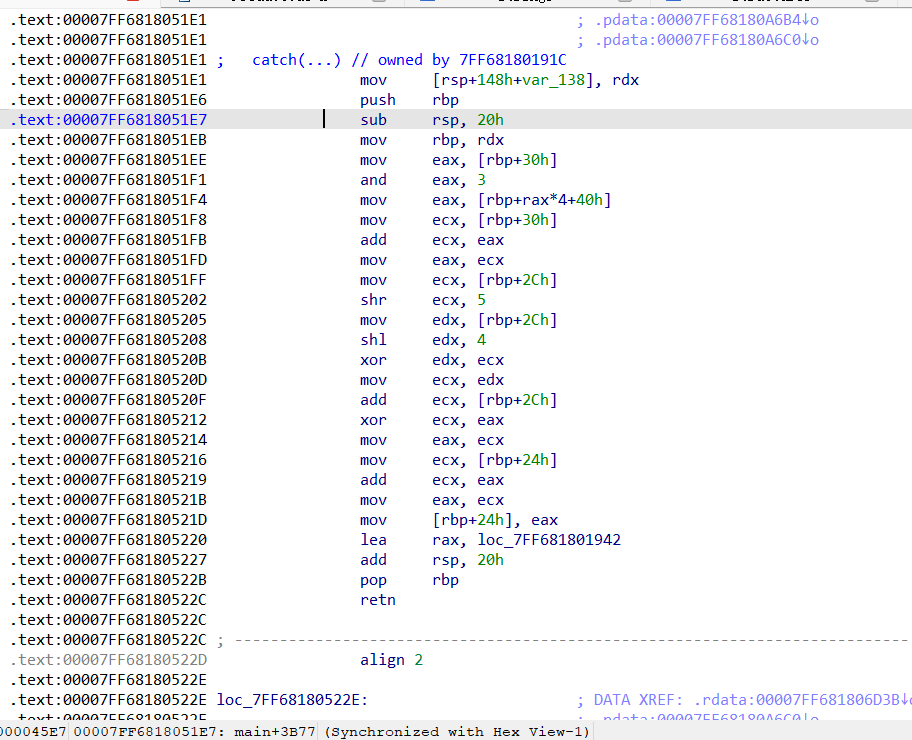 .text:00007FF6818051E1 ; .pdata:00007FF68180A6B4↓o
.text:00007FF6818051E1 ; .pdata:00007FF68180A6C0↓o
.text:00007FF6818051E1 ;   catch(...) // owned by 7FF68180191C
.text:00007FF6818051E1 mov [rsp+148h+var_138], rdx
.text:00007FF6818051E6 push rbp
.text:00007FF6818051E7 sub rsp, 20h
.text:00007FF6818051EB mov rbp, rdx
.text:00007FF6818051EE mov eax, [rbp+30h]
.text:00007FF6818051F1 and eax, 3
.text:00007FF6818051F4 mov eax, [rbp+rax*4+40h]
.text:00007FF6818051F8 mov ecx, [rbp+30h]
.text:00007FF6818051FB add ecx, eax
.text:00007FF6818051FD mov eax, ecx
.text:00007FF6818051FF mov ecx, [rbp+2Ch]
.text:00007FF681805202 shr ecx, 5
.text:00007FF681805205 mov edx, [rbp+2Ch]
.text:00007FF681805208 shl edx, 4
.text:00007FF68180520B xor edx, ecx
.text:00007FF68180520D mov ecx, edx
.text:00007FF68180520F add ecx, [rbp+2Ch]
.text:00007FF681805212 xor ecx, eax
.text:00007FF681805214 mov eax, ecx
.text:00007FF681805216 mov ecx, [rbp+24h]
.text:00007FF681805219 add ecx, eax
.text:00007FF68180521B mov eax, ecx
.text:00007FF68180521D mov [rbp+24h], eax
.text:00007FF681805220 lea rax, loc_7FF681801942
.text:00007FF681805227 add rsp, 20h
.text:00007FF68180522B pop rbp
.text:00007FF68180522C retn
.text:00007FF68180522C
.text:00007FF68180522C ; ---------------------------------------------------------------------------
.text:00007FF68180522D align 2
.text:00007FF68180522E
.text:00007FF68180522E loc_7FF68180522E: ; DATA XREF: .rdata:00007FF681806D3B↓o
.text:00007FF68180522E ; .pdata:00007FF68180A6C0↓o
000045E7 00007FF6818051E7: main+3B77 (Synchronized with Hex View-1)